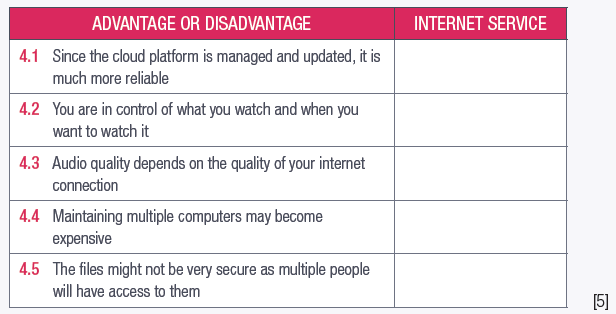 ADVANTAGE OR DISADVANTAGE INTERNET SERVICE
4.1 Since the cloud platform is managed and updated, it is
much more reliable
4.2 You are in control of what you watch and when you
want to watch it
4.3 Audio quality depends on the quality of your internet
connection
4.4 Maintaining multiple computers may become
expensive
4.5 The files might not be very secure as multiple people
will have access to them
[5]